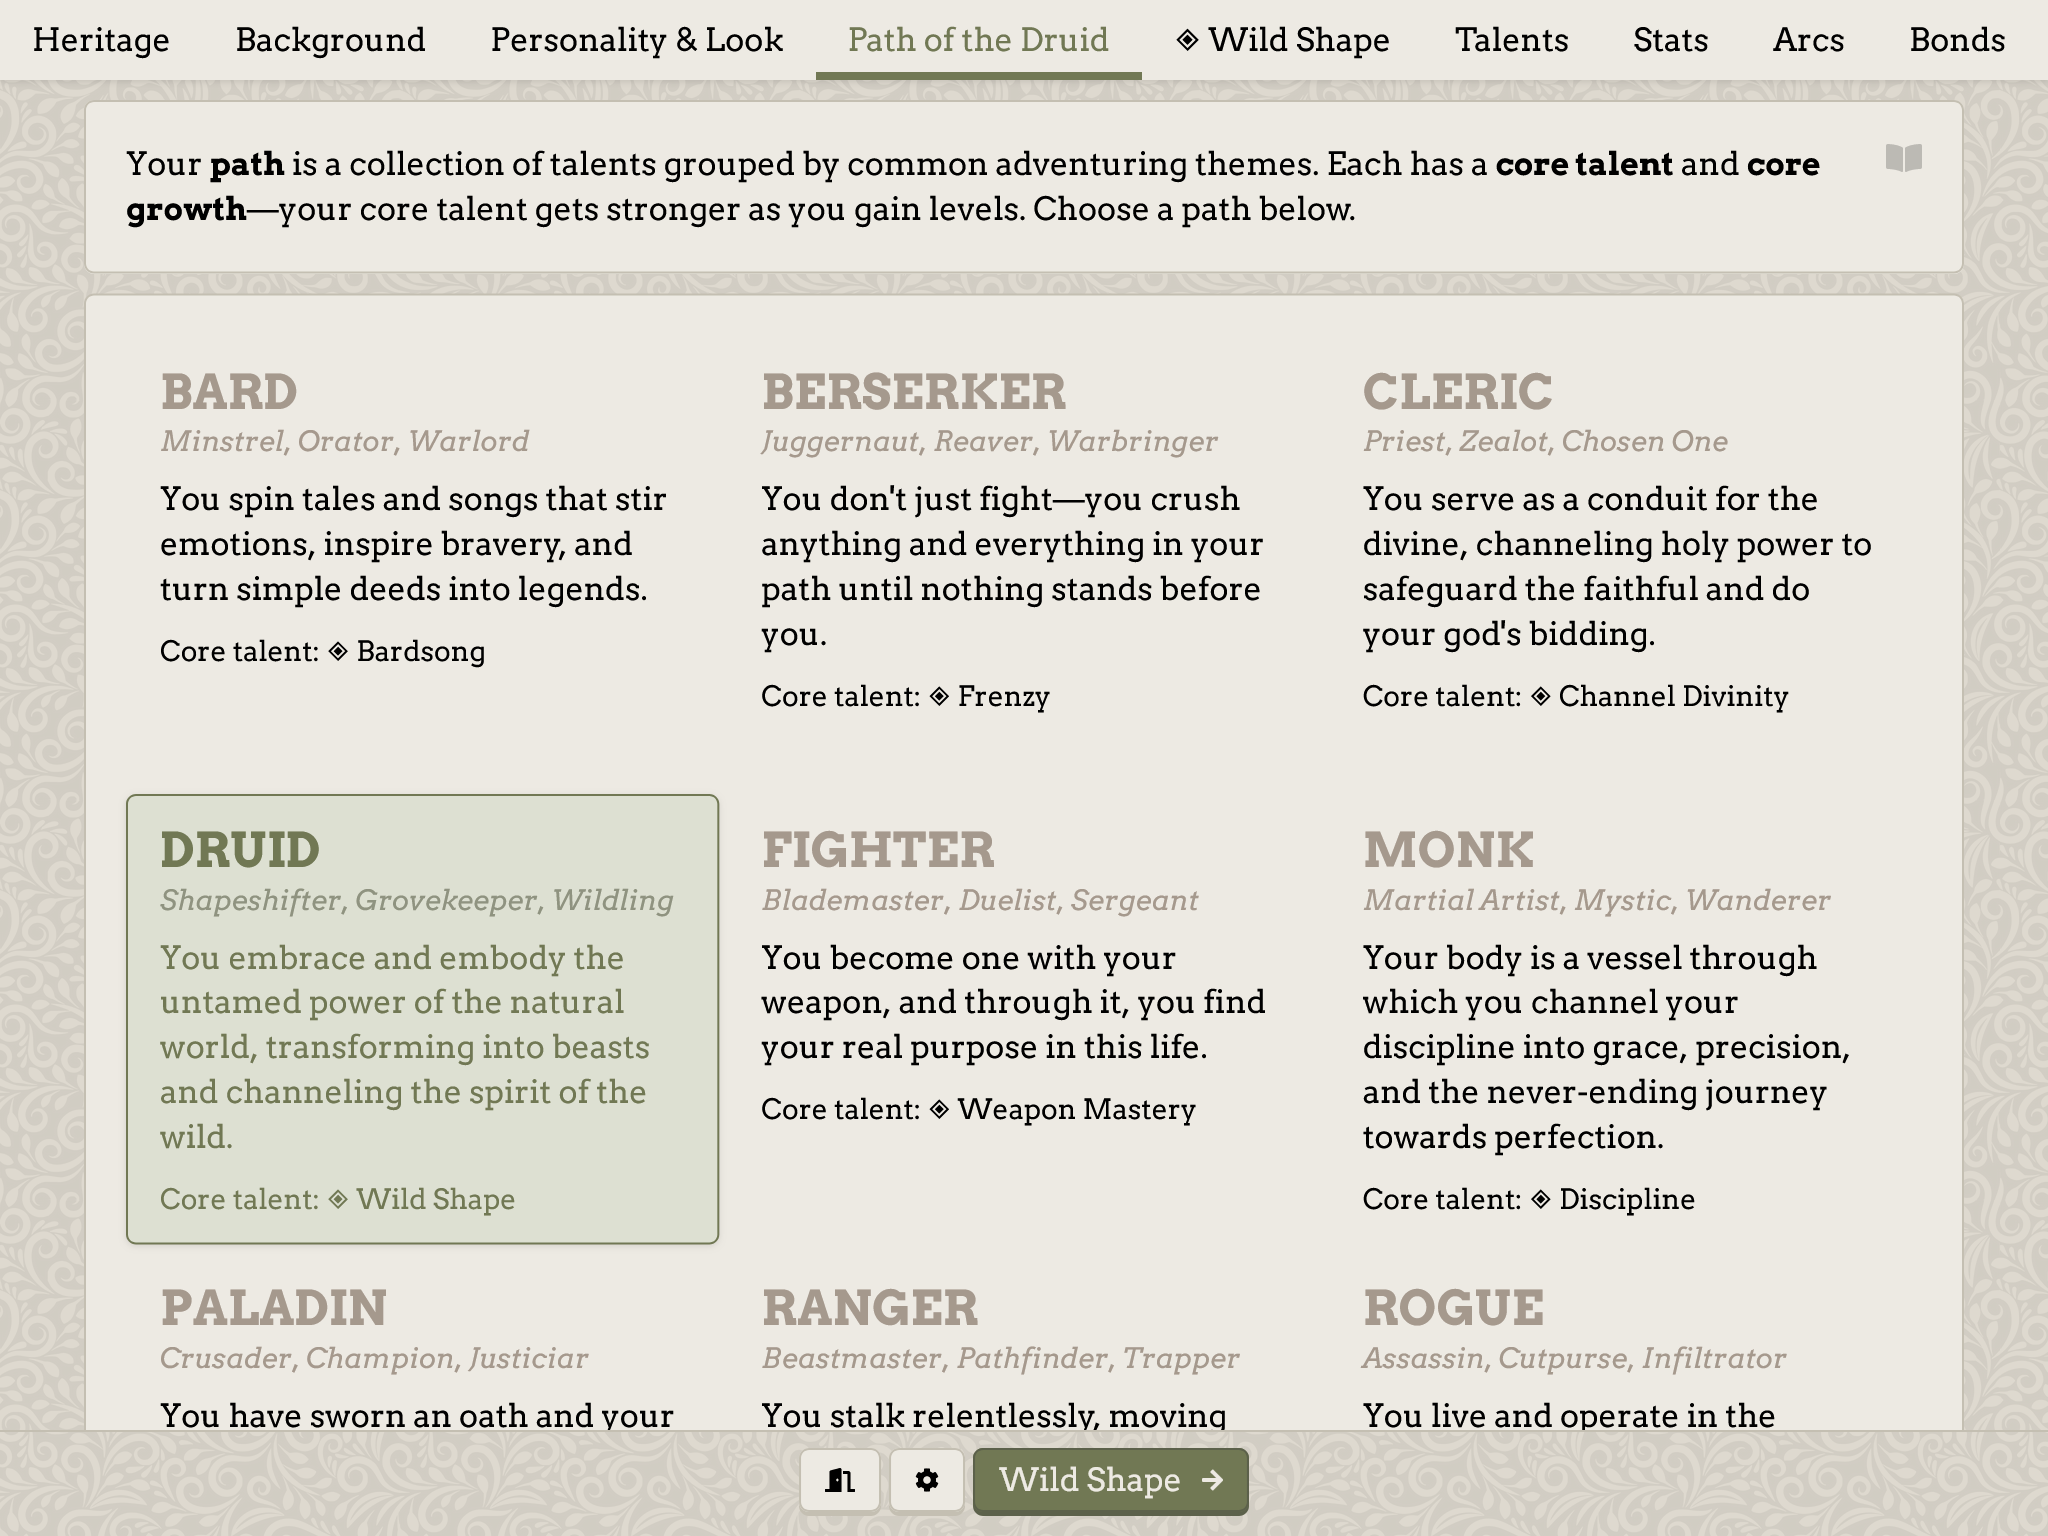 Heritage Background Personality & Look Path of the Druid Wild Shape Talents Stats Arcs Bonds
Your path is a collection of talents grouped by common adventuring themes. Each has a core talent and core
growth—your core talent gets stronger as you gain levels. Choose a path below.
BARD
Minstrel, Orator, Warlord
You spin tales and songs that stir
emotions, inspire bravery, and
turn simple deeds into legends.
Core talent: Bardsong
BERSERKER
Juggernaut, Reaver, Warbringer
You don't just fight—you crush
anything and everything in your
path until nothing stands before
you.
Core talent: Frenzy
CLERIC
Priest, Zealot, Chosen One
You serve as a conduit for the
divine, channeling holy power to
safeguard the faithful and do
your god's bidding.
Core talent: Channel Divinity
DRUID
Shapeshifter, Grovekeeper, Wildling
You embrace and embody the
untamed power of the natural
world, transforming into beasts
and channeling the spirit of the
wild.
Core talent: Wild Shape
FIGHTER
Blademaster, Duelist, Sergeant
You become one with your
weapon, and through it, you find
your real purpose in this life.
Core talent: Weapon Mastery
MONK
Martial Artist, Mystic, Wanderer
Your body is a vessel through
which you channel your
discipline into grace, precision,
and the never-ending journey
towards perfection.
Core talent: Discipline
PALADIN
Crusader, Champion, Justiciar
You have sworn an oath and your
RANGER
Beastmaster, Pathfinder, Trapper
You stalk relentlessly, moving
ROGUE
Assassin, Cutpurse, Infiltrator
You live and operate in the
Wild Shape